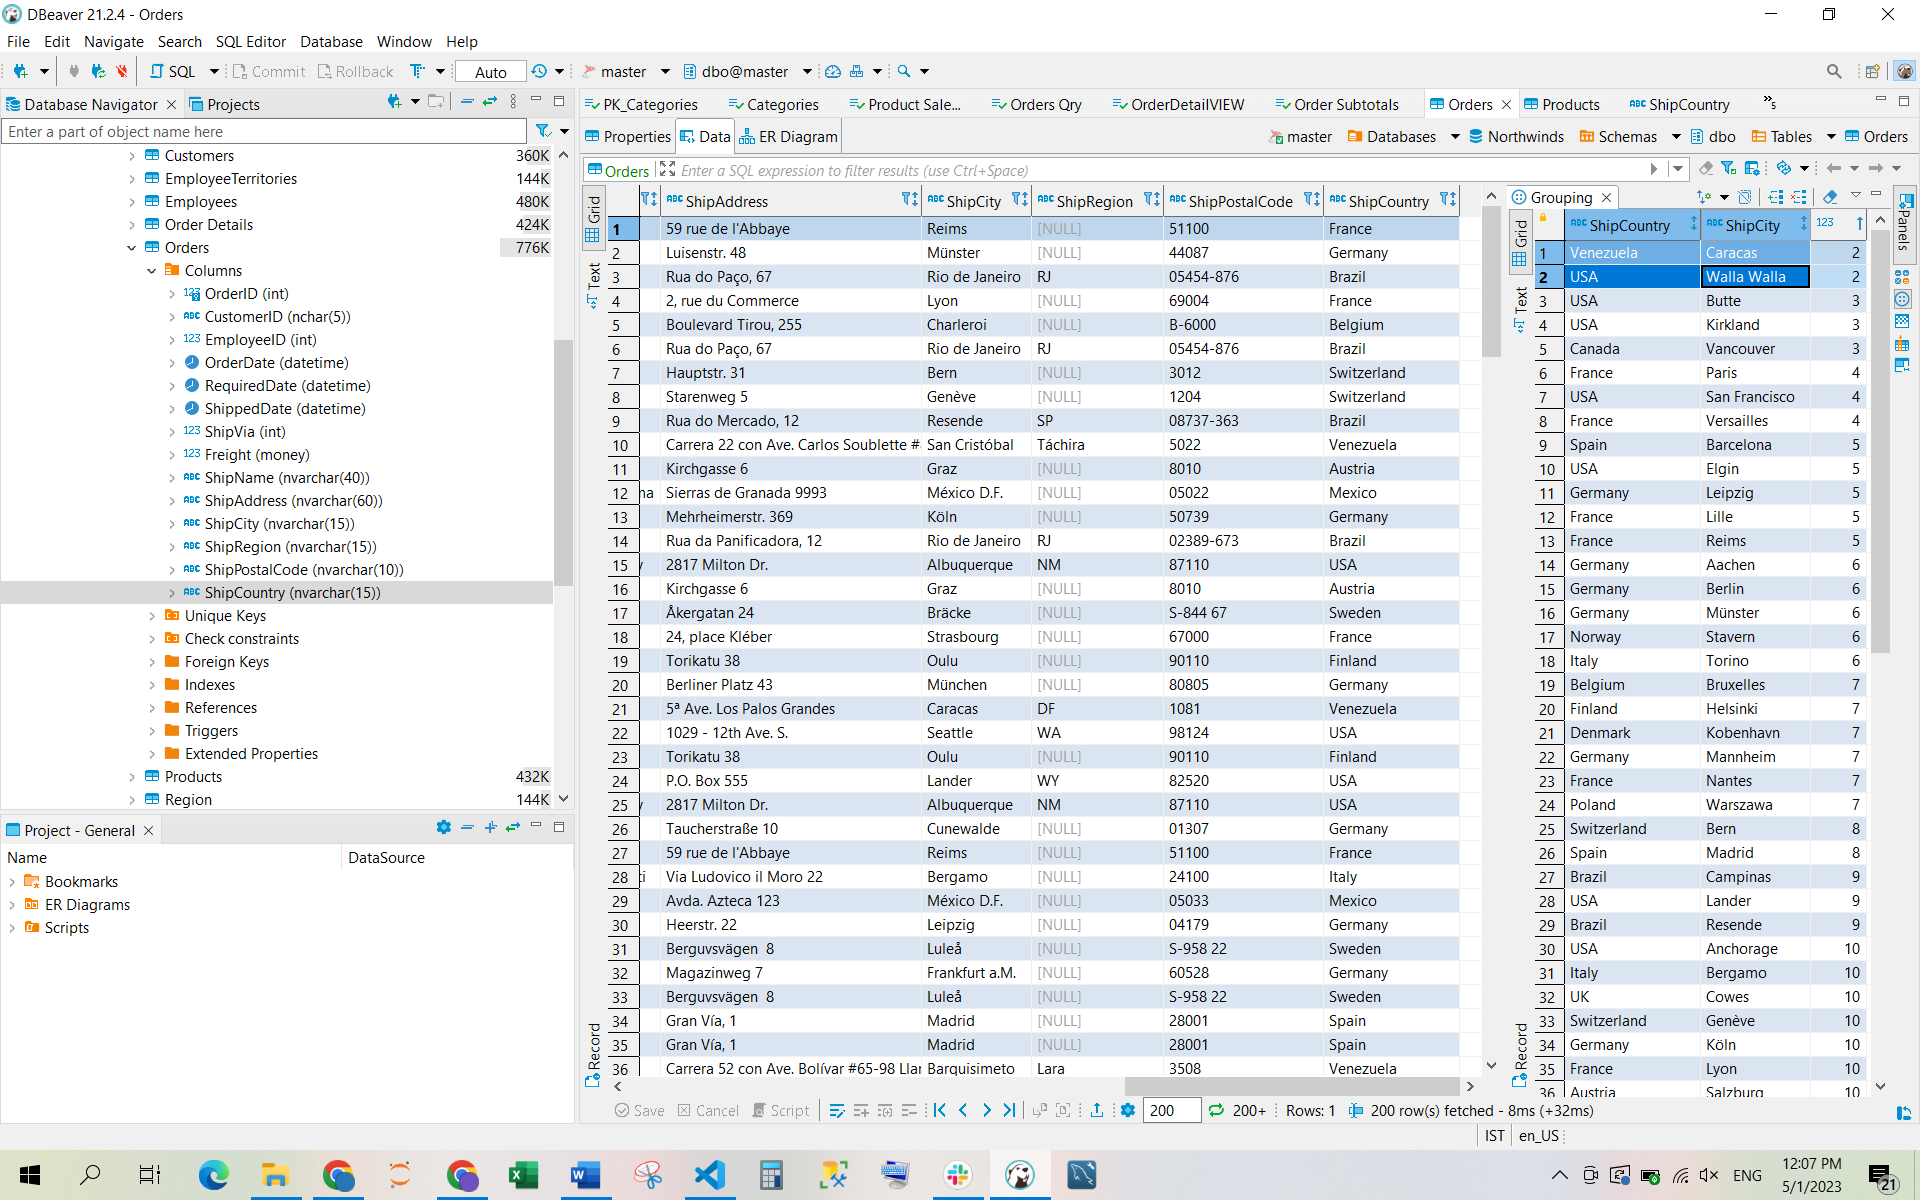 DBeaver 21.2.4 - Orders
File Edit Navigate Search SQL Editor Database Window Help
SQL Commit Rollback Auto master dbo@master
Database Navigator Projects
PK_Categories Categories Product Sale... Orders Qry OrderDetailVIEW Order Subtotals Orders Products ShipCountry »5
Enter a part of object name here
Properties Data ER Diagram master Databases Northwinds Schemas dbo Tables Orders
Orders Enter a SQL expression to filter results (use Ctrl+Space)
Customers 360K
EmployeeTerritories 144K
Employees 480K
Order Details 424K
Orders 776K
Columns
OrderID (int)
CustomerID (nchar(5))
EmployeeID (int)
OrderDate (datetime)
RequiredDate (datetime)
ShippedDate (datetime)
ShipVia (int)
Freight (money)
ShipName (nvarchar(40))
ShipAddress (nvarchar(60))
ShipCity (nvarchar(15))
ShipRegion (nvarchar(15))
ShipPostalCode (nvarchar(10))
ShipCountry (nvarchar(15))
Unique Keys
Check constraints
Foreign Keys
Indexes
References
Triggers
Extended Properties
Products 432K
Region 144K
Project - General
Name DataSource
Bookmarks
ER Diagrams
Scripts
Grid
Text
Record
ShipAddress ShipCity ShipRegion ShipPostalCode ShipCountry
1 59 rue de l'Abbaye Reims [NULL] 51100 France
2 Luisenstr. 48 Münster [NULL] 44087 Germany
3 Rua do Paço, 67 Rio de Janeiro RJ 05454-876 Brazil
4 2, rue du Commerce Lyon [NULL] 69004 France
5 Boulevard Tirou, 255 Charleroi [NULL] B-6000 Belgium
6 Rua do Paço, 67 Rio de Janeiro RJ 05454-876 Brazil
7 Hauptstr. 31 Bern [NULL] 3012 Switzerland
8 Starenweg 5 Genève [NULL] 1204 Switzerland
9 Rua do Mercado, 12 Resende SP 08737-363 Brazil
10 Carrera 22 con Ave. Carlos Soublette # San Cristóbal Táchira 5022 Venezuela
11 Kirchgasse 6 Graz [NULL] 8010 Austria
12 na Sierras de Granada 9993 México D.F. [NULL] 05022 Mexico
13 Mehrheimerstr. 369 Köln [NULL] 50739 Germany
14 Rua da Panificadora, 12 Rio de Janeiro RJ 02389-673 Brazil
15 2817 Milton Dr. Albuquerque NM 87110 USA
16 Kirchgasse 6 Graz [NULL] 8010 Austria
17 Åkergatan 24 Bräcke [NULL] S-844 67 Sweden
18 24, place Kléber Strasbourg [NULL] 67000 France
19 Torikatu 38 Oulu [NULL] 90110 Finland
20 Berliner Platz 43 München [NULL] 80805 Germany
21 5ª Ave. Los Palos Grandes Caracas DF 1081 Venezuela
22 1029 - 12th Ave. S. Seattle WA 98124 USA
23 Torikatu 38 Oulu [NULL] 90110 Finland
24 P.O. Box 555 Lander WY 82520 USA
25 2817 Milton Dr. Albuquerque NM 87110 USA
26 Taucherstraße 10 Cunewalde [NULL] 01307 Germany
27 59 rue de l'Abbaye Reims [NULL] 51100 France
28 Via Ludovico il Moro 22 Bergamo [NULL] 24100 Italy
29 Avda. Azteca 123 México D.F. [NULL] 05033 Mexico
30 Heerstr. 22 Leipzig [NULL] 04179 Germany
31 Berguvsvägen 8 Luleå [NULL] S-958 22 Sweden
32 Magazinweg 7 Frankfurt a.M. [NULL] 60528 Germany
33 Berguvsvägen 8 Luleå [NULL] S-958 22 Sweden
34 Gran Vía, 1 Madrid [NULL] 28001 Spain
35 Gran Vía, 1 Madrid [NULL] 28001 Spain
36 Carrera 52 con Ave. Bolívar #65-98 Llar Barquisimeto Lara 3508 Venezuela
Grouping
Panels
Grid
Text
Record
ShipCountry ShipCity 123
1 Venezuela Caracas 2
2 USA Walla Walla 2
3 USA Butte 3
4 USA Kirkland 3
5 Canada Vancouver 3
6 France Paris 4
7 USA San Francisco 4
8 France Versailles 4
9 Spain Barcelona 5
10 USA Elgin 5
11 Germany Leipzig 5
12 France Lille 5
13 France Reims 5
14 Germany Aachen 6
15 Germany Berlin 6
16 Germany Münster 6
17 Norway Stavern 6
18 Italy Torino 6
19 Belgium Bruxelles 7
20 Finland Helsinki 7
21 Denmark Kobenhavn 7
22 Germany Mannheim 7
23 France Nantes 7
24 Poland Warszawa 7
25 Switzerland Bern 8
26 Spain Madrid 8
27 Brazil Campinas 9
28 USA Lander 9
29 Brazil Resende 9
30 USA Anchorage 10
31 Italy Bergamo 10
32 UK Cowes 10
33 Switzerland Genève 10
34 Germany Köln 10
35 France Lyon 10
36 Austria Salzburg 10
Save Cancel Script 200 200+ Rows: 1 200 row(s) fetched - 8ms (+32ms)
IST en_US
ENG 12:07 PM
5/1/2023
21